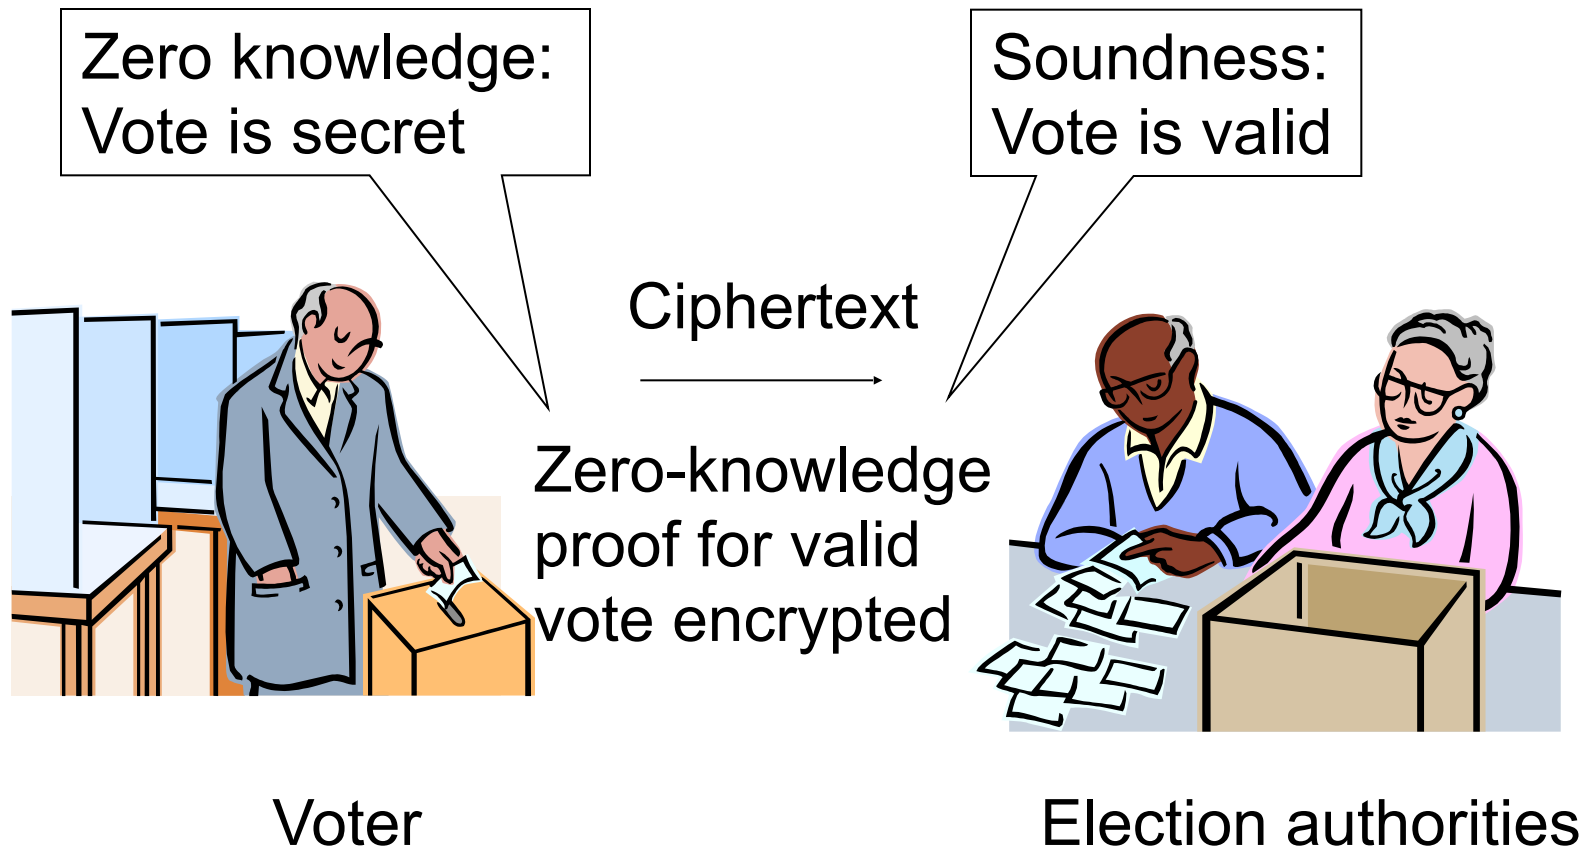 Zero knowledge:
Vote is secret
Soundness:
Vote is valid
Ciphertext
Zero-knowledge
proof for valid
vote encrypted
Voter
Election authorities